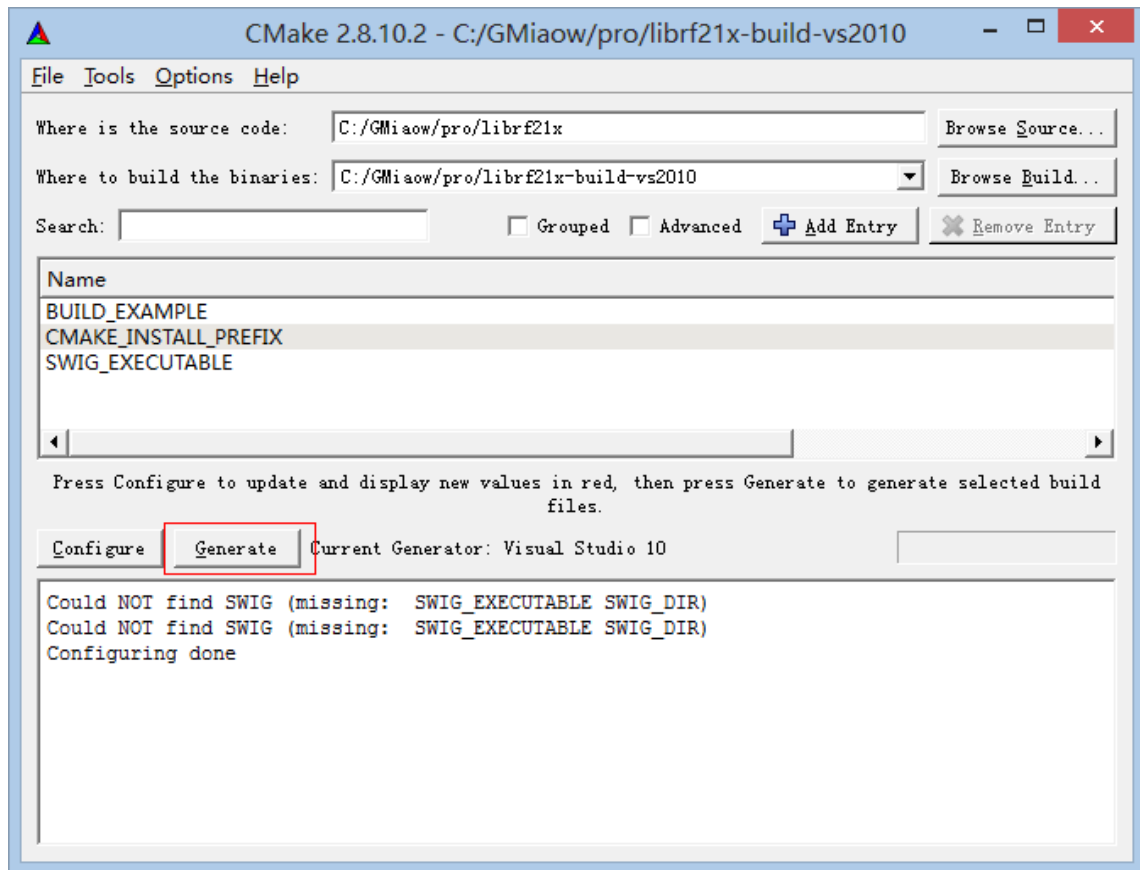 CMake 2.8.10.2 - C:/GMiaow/pro/librf21x-build-vs2010
File Tools Options Help
Where is the source code: C:/GMiaow/pro/librf21x Browse Source...
Where to build the binaries: C:/GMiaow/pro/librf21x-build-vs2010 Browse Build...
Search: Grouped Advanced Add Entry Remove Entry
Name
BUILD_EXAMPLE
CMAKE_INSTALL_PREFIX
SWIG_EXECUTABLE
Press Configure to update and display new values in red, then press Generate to generate selected build
files.
Configure Generate Current Generator: Visual Studio 10
Could NOT find SWIG (missing:  SWIG_EXECUTABLE SWIG_DIR)
Could NOT find SWIG (missing:  SWIG_EXECUTABLE SWIG_DIR)
Configuring done